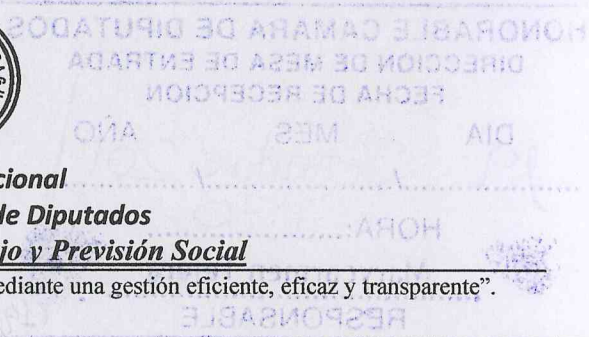 HONORABLE CAMARA DE DIPUTADOS
DIRECCION DE MESA DE ENTRADA
FECHA DE RECEPCION
DIA MES AÑO
cional
de Diputados
HORA:
jo y Previsión Social
ediante una gestión eficiente, eficaz y transparente”.
RESPONSABLE